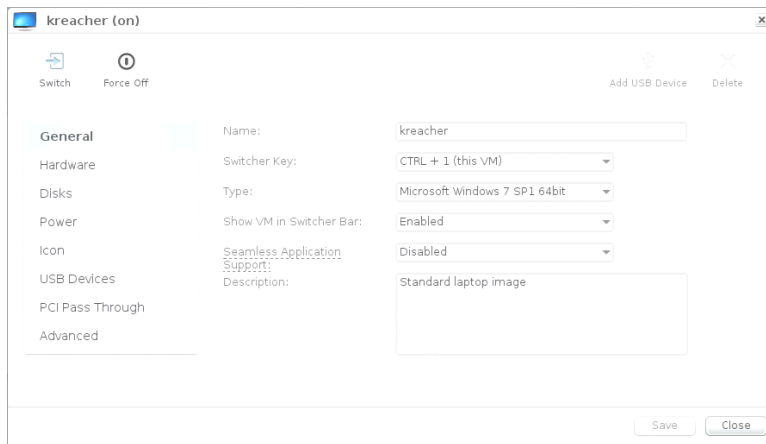 kreacher (on)
Switch
Force Off
Add USB Device
Delete
General
Hardware
Disks
Power
Icon
USB Devices
PCI Pass Through
Advanced
Name:
kreacher
Switcher Key:
CTRL + 1 (this VM)
Type:
Microsoft Windows 7 SP1 64bit
Show VM in Switcher Bar:
Enabled
Seamless Application
Support:
Disabled
Description:
Standard laptop image
Save
Close